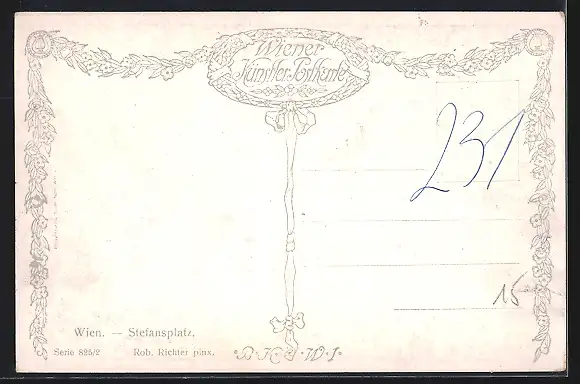 Wiener
Künstler-Postkarte
231
15
Wien. — Stefansplatz.
Serie 825/2 Rob. Richter pinx.
B.K.W.I.